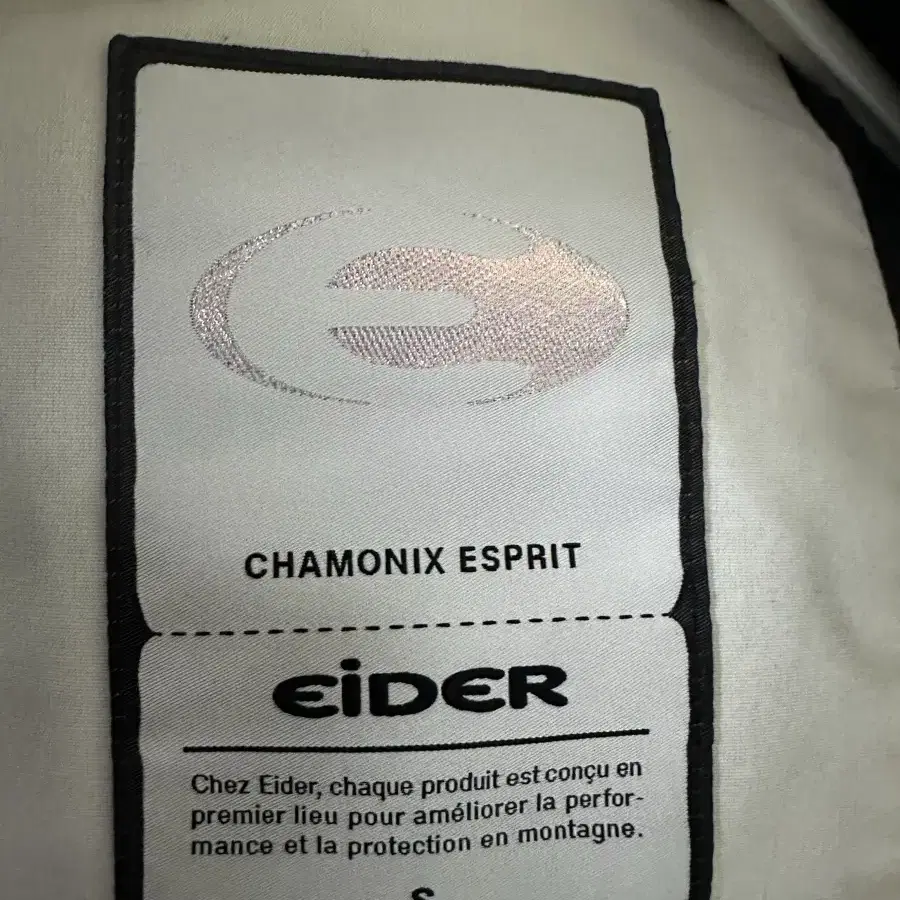 CHAMONIX ESPRIT
EiDER
Chez Eider, chaque produit est conçu en
premier lieu pour améliorer la perfor-
mance et la protection en montagne.
S